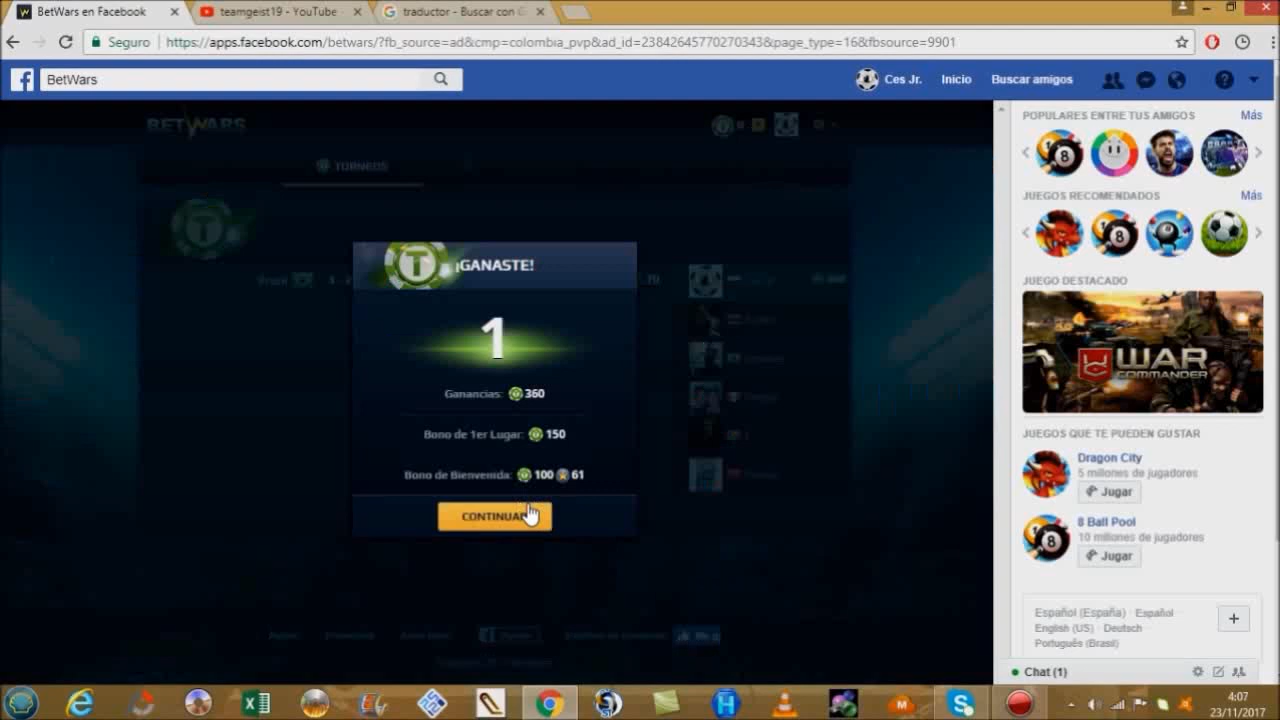 BetWars en Facebook
teamgeist19 - YouTube
traductor - Buscar con G
Seguro
https://apps.facebook.com/betwars/?fb_source=ad&cmp=colombia_pvp&ad_id=23842645770270343&page_type=16&fbsource=9901
BetWars
Ces Jr.
Inicio
Buscar amigos
BETWARS
TORNEOS
T
¡GANASTE!
1
Ganancias: 360
Bono de 1er Lugar: 150
Bono de Bienvenida: 100 61
CONTINUAR
POPULARES ENTRE TUS AMIGOS
Más
JUEGOS RECOMENDADOS
Más
JUEGO DESTACADO
WAR
COMMANDER
JUEGOS QUE TE PUEDEN GUSTAR
Dragon City
5 millones de jugadores
Jugar
8 Ball Pool
10 millones de jugadores
Jugar
Español (España) · Español
English (US) · Deutsch
Português (Brasil)
Chat (1)
4:07
23/11/2017